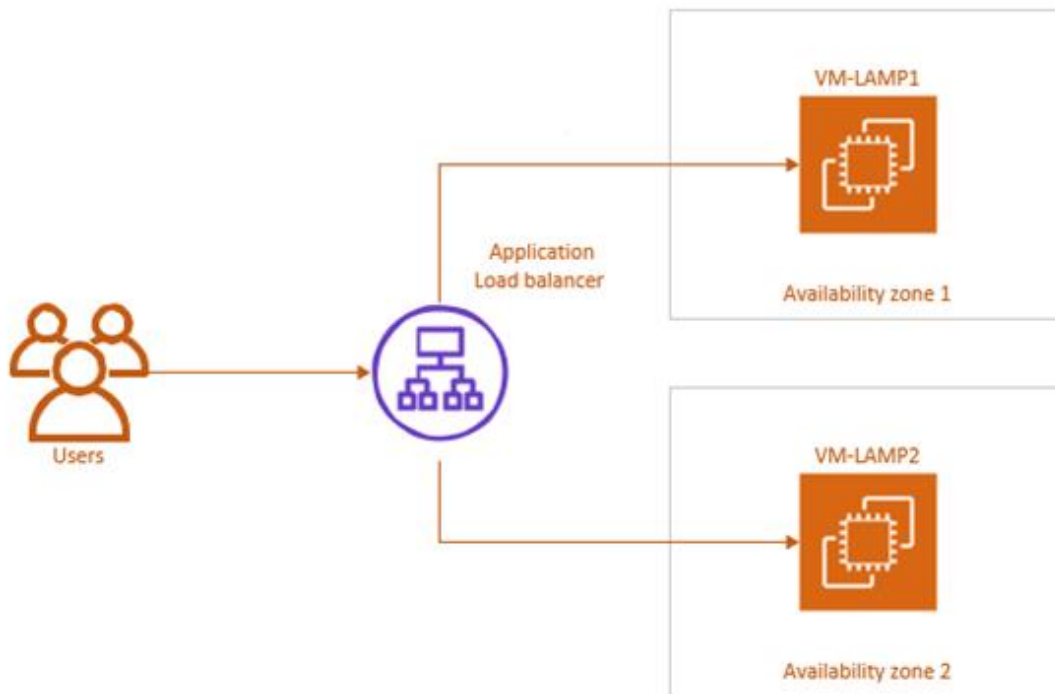 VM-LAMP1
Application
Load balancer
Availability zone 1
Users
VM-LAMP2
Availability zone 2